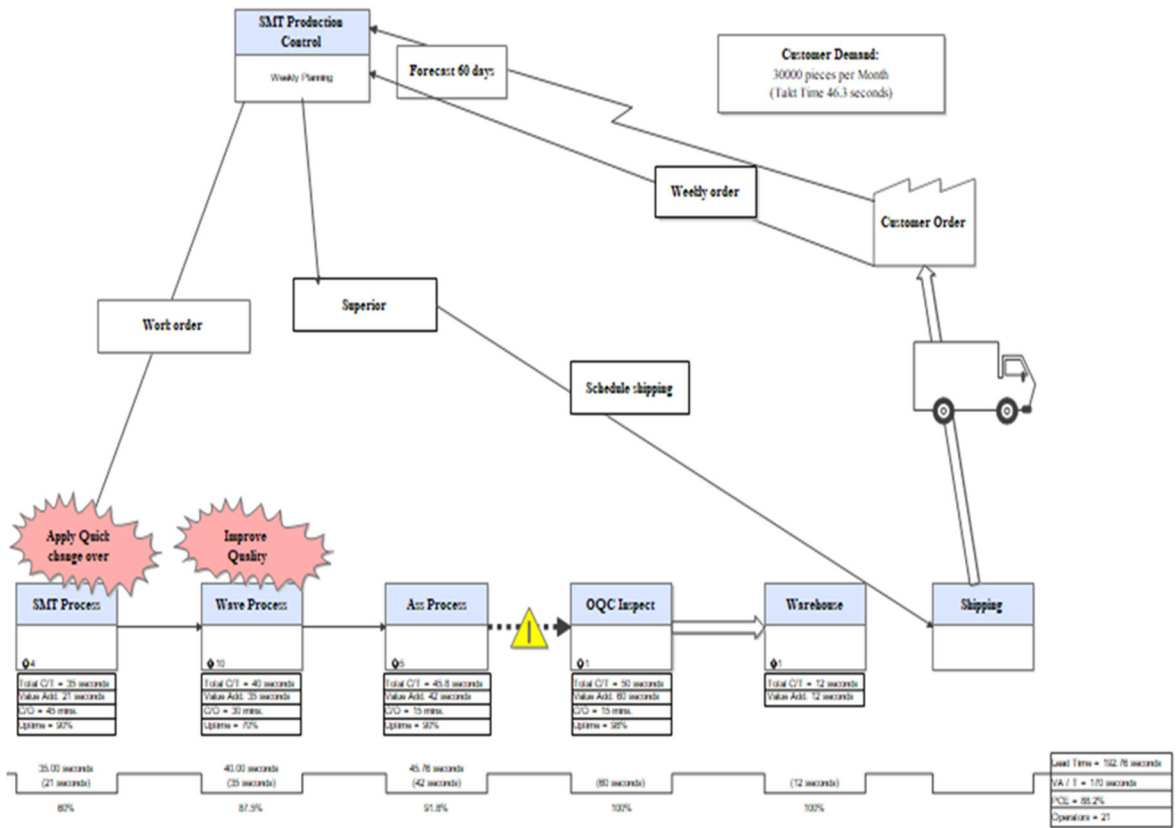 SMT Production
Control
Weekly Planning
Forecast 60 days
Customer Demand:
30000 pieces per Month
(Takt Time 46.3 seconds)
Weekly order
Customer Order
Work order
Superior
Schedule shipping
Apply Quick
change over
Improve
Quality
SMT Process
Wave Process
Ass Process
OQC Inspect
Warehouse
Shipping
4
10
5
1
1
Total C/T = 35 seconds
Value Add. 21 seconds
C/O = 45 mins.
Uptime = 90%
Total C/T = 40 seconds
Value Add. 35 seconds
C/O = 30 mins.
Uptime = 70%
Total C/T = 45.8 seconds
Value Add. 42 seconds
C/O = 15 mins.
Uptime = 90%
Total C/T = 50 seconds
Value Add. 60 seconds
C/O = 15 mins.
Uptime = 98%
Total C/T = 12 seconds
Value Add. 12 seconds
35.00 seconds
(21 seconds)
60%
40.00 seconds
(35 seconds)
87.5%
45.76 seconds
(42 seconds)
91.8%
(60 seconds)
100%
(12 seconds)
100%
Lead Time = 192.76 seconds
VA / T = 170 seconds
PCE = 88.2%
Operators = 21